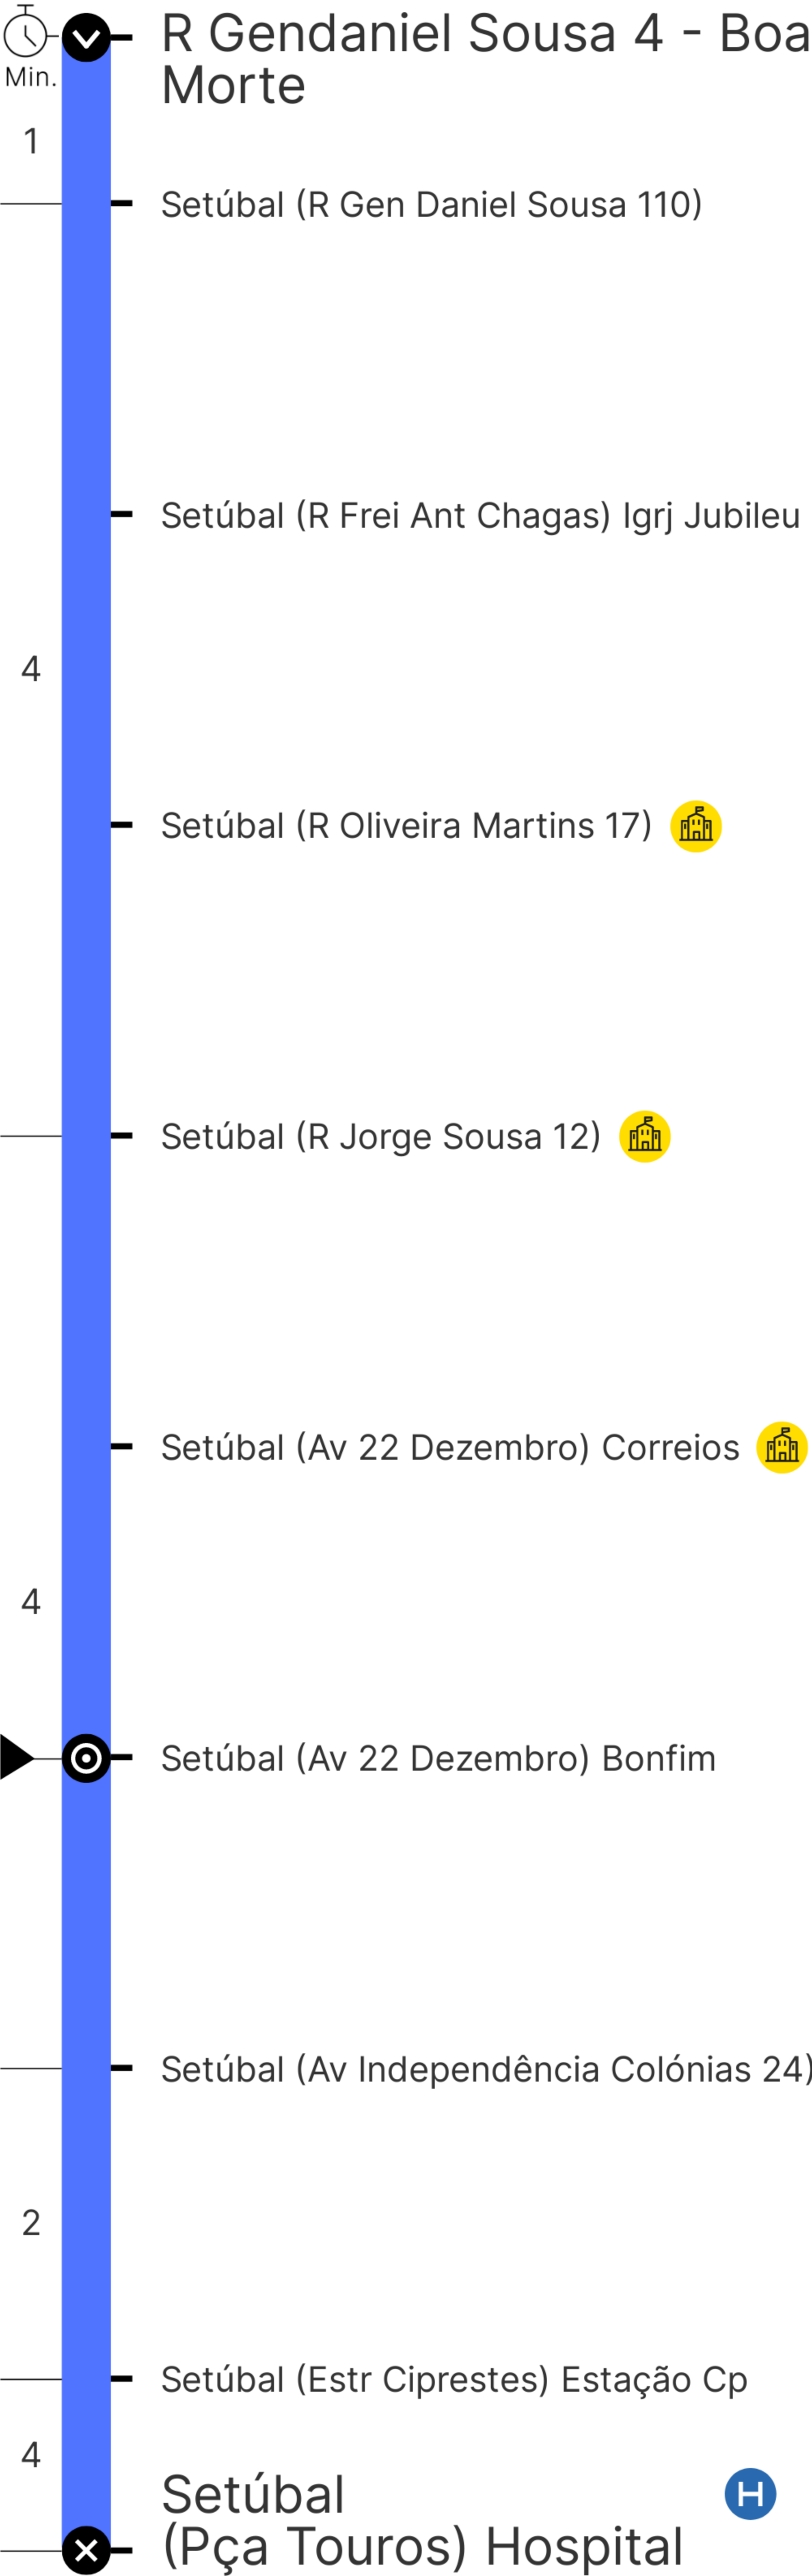 R Gendaniel Sousa 4 - Boa
Morte
Min.
1
Setúbal (R Gen Daniel Sousa 110)
Setúbal (R Frei Ant Chagas) Igrj Jubileu
4
Setúbal (R Oliveira Martins 17)
Setúbal (R Jorge Sousa 12)
Setúbal (Av 22 Dezembro) Correios
4
Setúbal (Av 22 Dezembro) Bonfim
Setúbal (Av Independência Colónias 24)
2
Setúbal (Estr Ciprestes) Estação Cp
4
Setúbal
H
(Pça Touros) Hospital